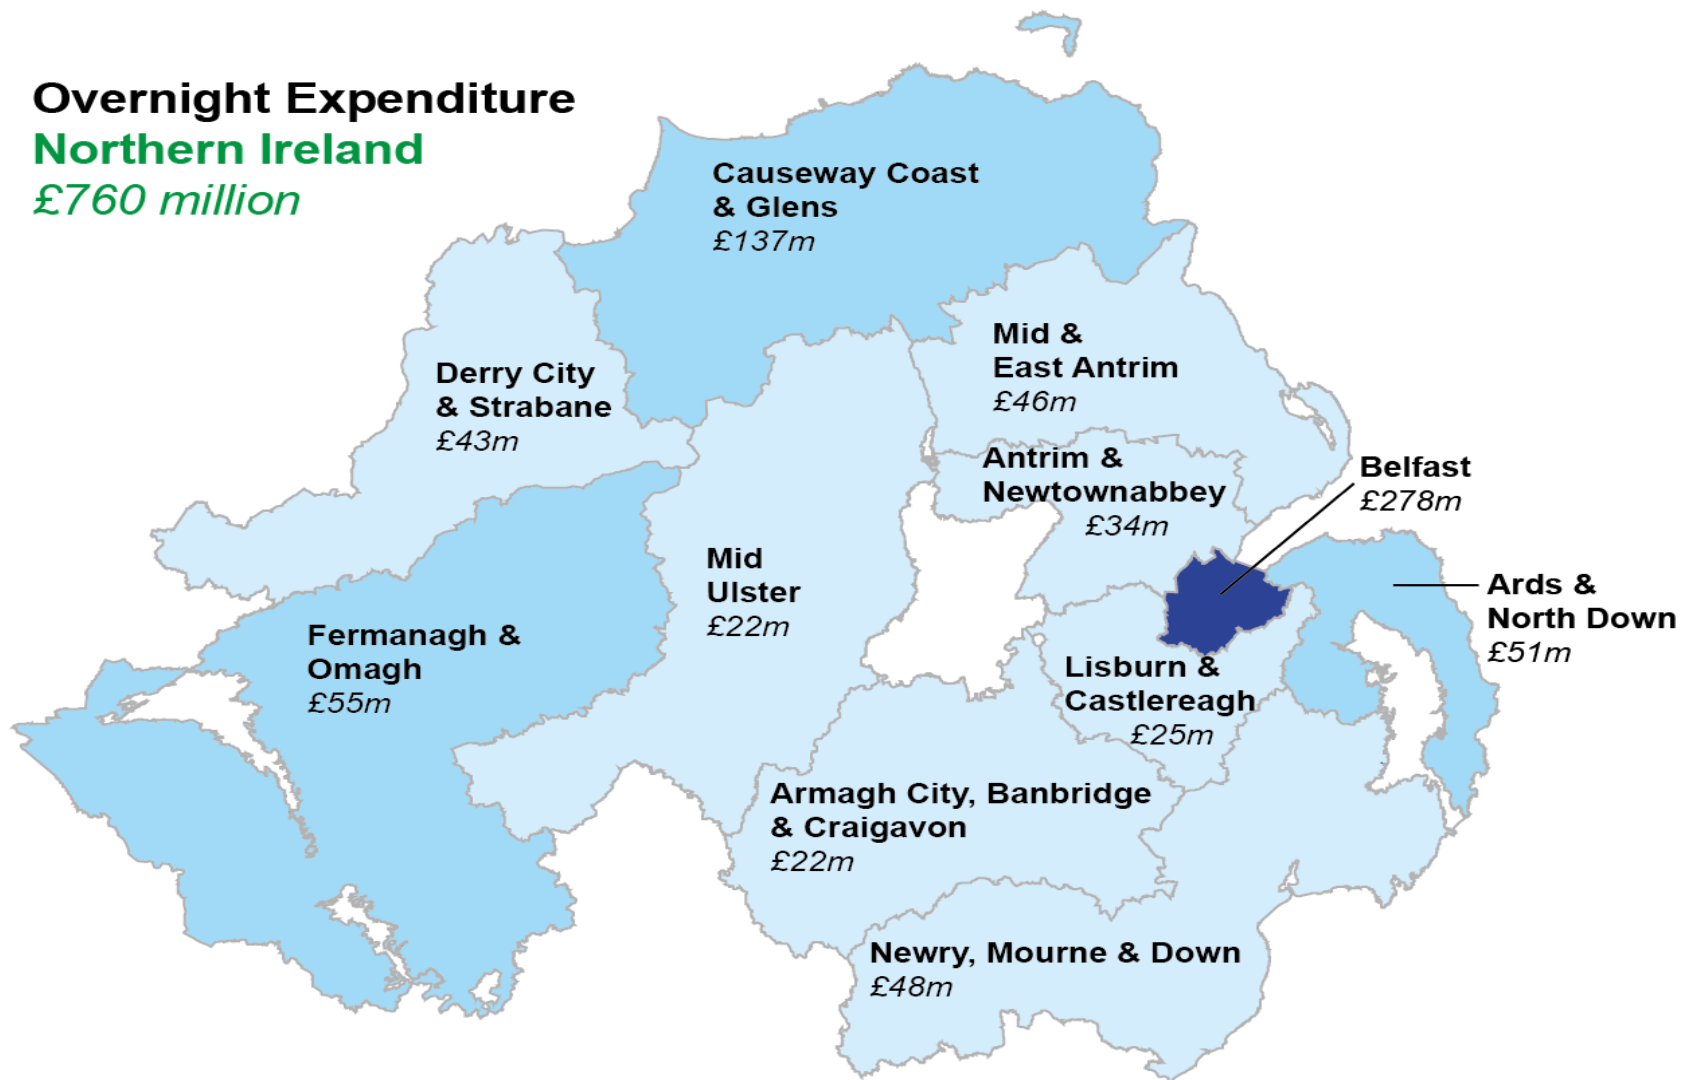 Overnight Expenditure
Northern Ireland
£760 million
Causeway Coast
& Glens
£137m
Mid &
East Antrim
£46m
Derry City
& Strabane
£43m
Antrim &
Newtownabbey
£34m
Belfast
£278m
Mid
Ulster
£22m
Ards &
North Down
£51m
Fermanagh &
Omagh
£55m
Lisburn &
Castlereagh
£25m
Armagh City, Banbridge
& Craigavon
£22m
Newry, Mourne & Down
£48m